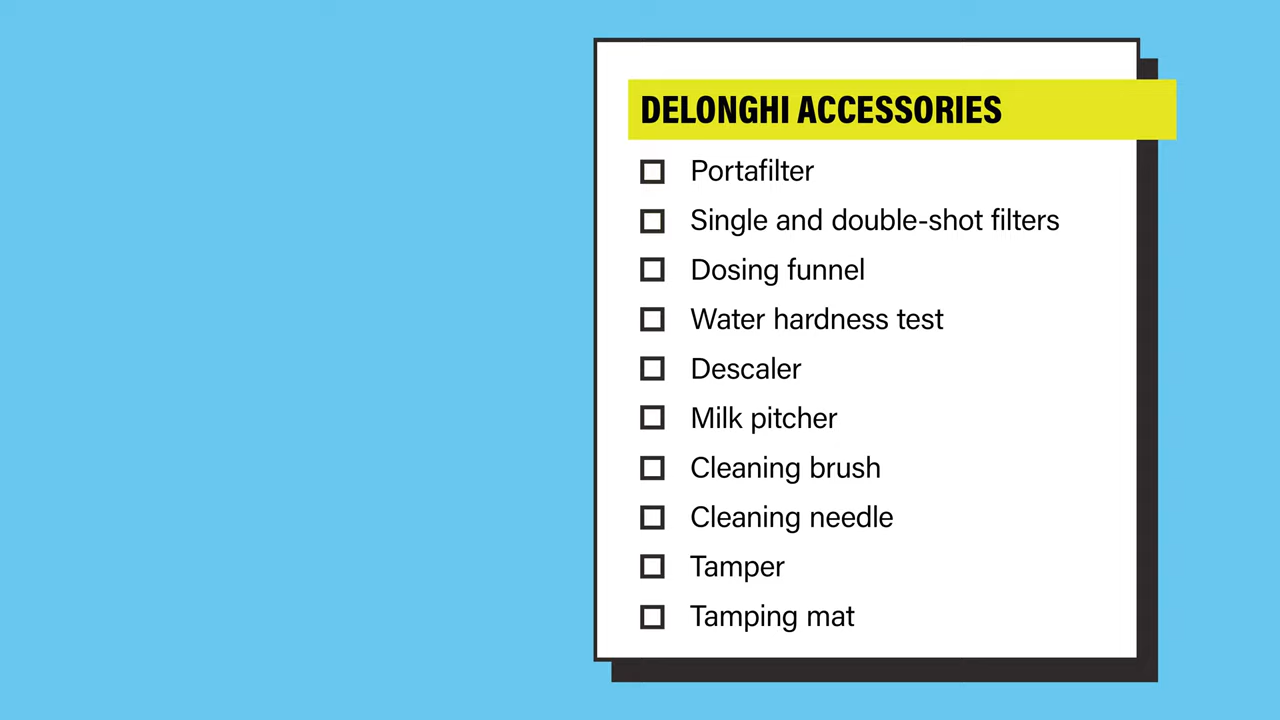 DELONGHI ACCESSORIES
Portafilter
Single and double-shot filters
Dosing funnel
Water hardness test
Descaler
Milk pitcher
Cleaning brush
Cleaning needle
Tamper
Tamping mat